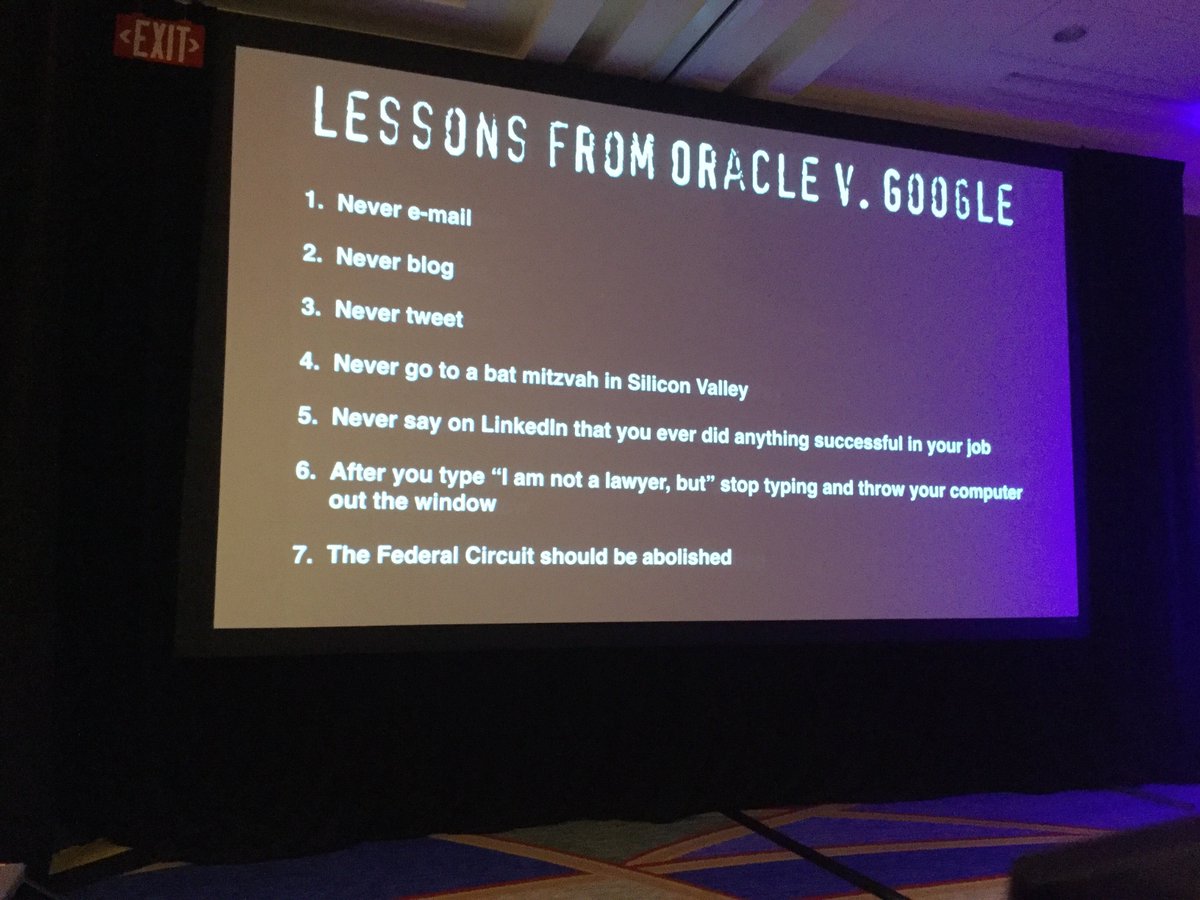 <EXIT>
LESSONS FROM ORACLE V. GOOGLE
1. Never e-mail
2. Never blog
3. Never tweet
4. Never go to a bat mitzvah in Silicon Valley
5. Never say on LinkedIn that you ever did anything successful in your job
6. After you type “I am not a lawyer, but” stop typing and throw your computer
out the window
7. The Federal Circuit should be abolished